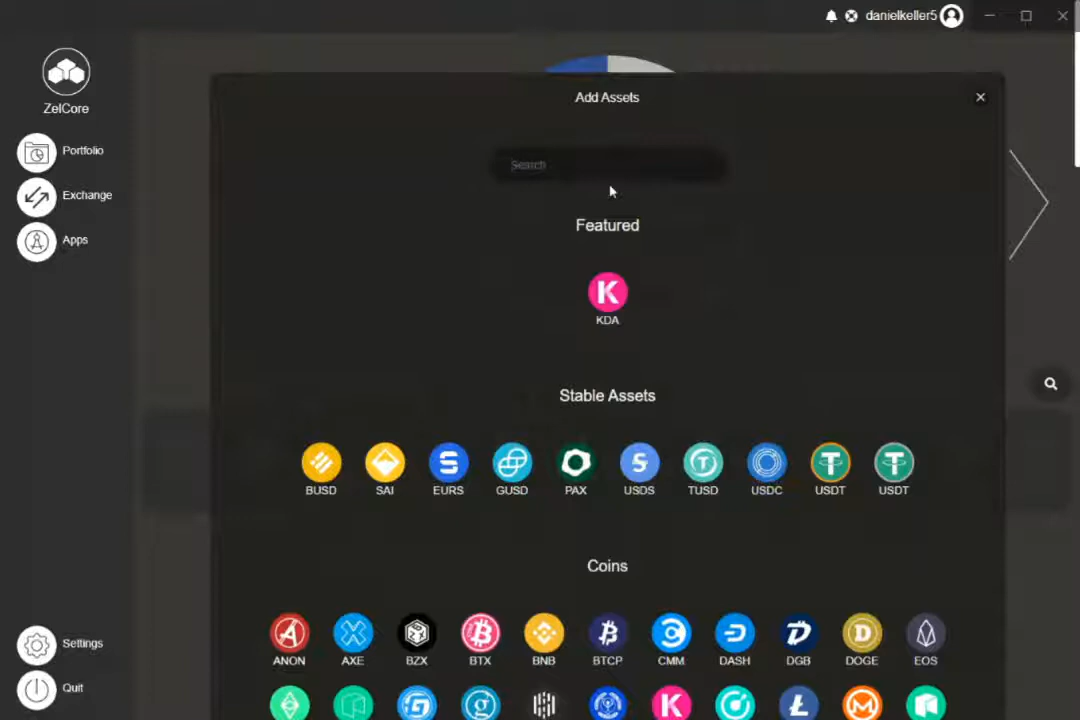 danielkeller5
ZelCore
Portfolio
Exchange
Apps
Settings
Quit
Add Assets
Search
Featured
K
KDA
Stable Assets
BUSD SAI EURS GUSD PAX USDS TUSD USDC USDT USDT
Coins
ANON AXE BZX BTX BNB BTCP CMM DASH DGB DOGE EOS